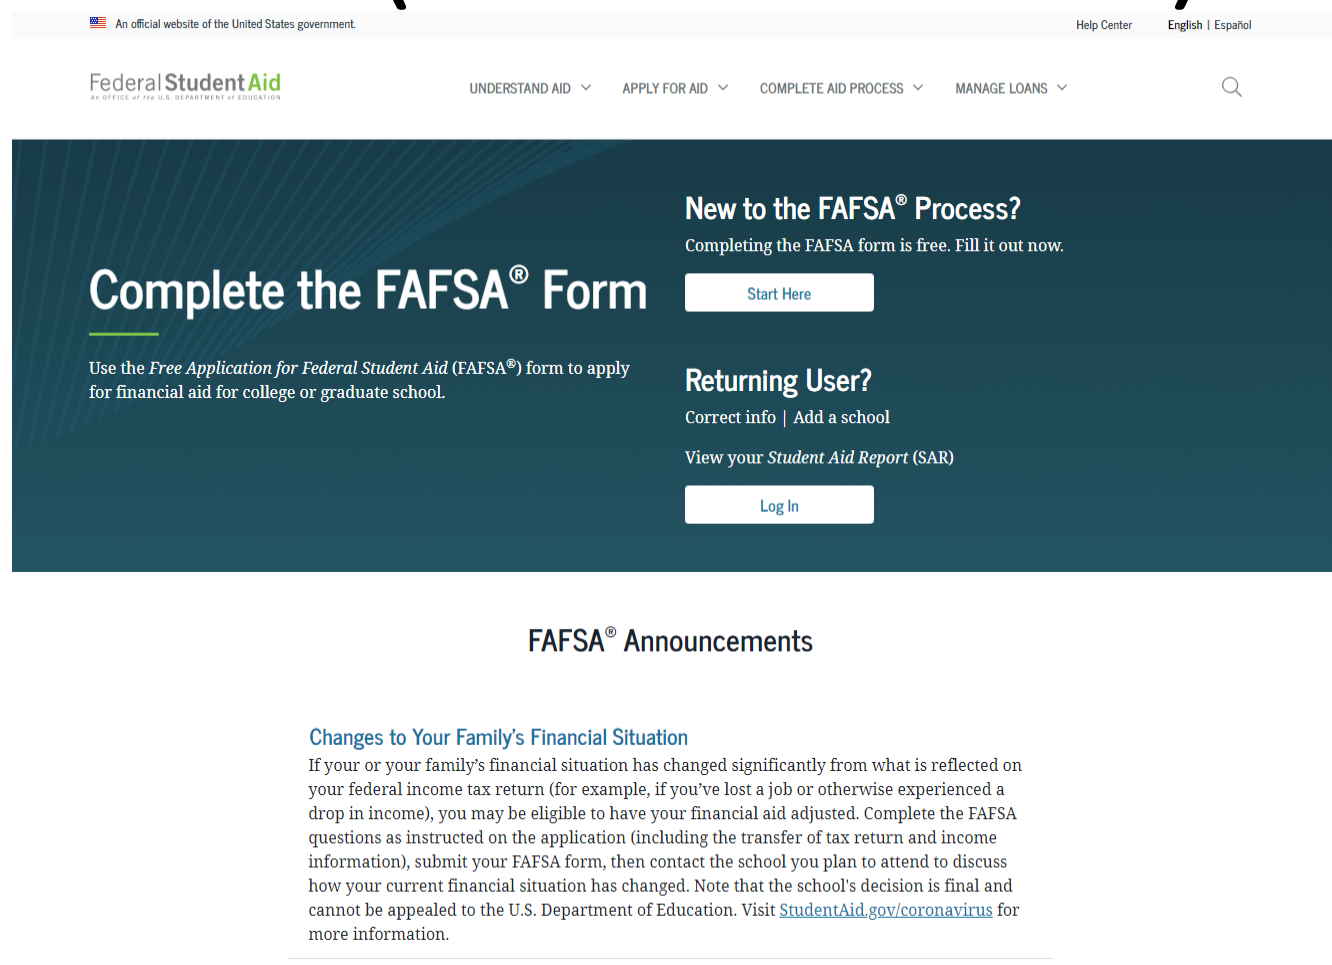 An official website of the United States government.
Help Center
English | Español
Federal Student Aid
An OFFICE of the U.S. DEPARTMENT of EDUCATION
UNDERSTAND AID
APPLY FOR AID
COMPLETE AID PROCESS
MANAGE LOANS
Complete the FAFSA® Form
Use the Free Application for Federal Student Aid (FAFSA®) form to apply
for financial aid for college or graduate school.
New to the FAFSA® Process?
Completing the FAFSA form is free. Fill it out now.
Start Here
Returning User?
Correct info | Add a school
View your Student Aid Report (SAR)
Log In
FAFSA® Announcements
Changes to Your Family’s Financial Situation
If your or your family’s financial situation has changed significantly from what is reflected on
your federal income tax return (for example, if you’ve lost a job or otherwise experienced a
drop in income), you may be eligible to have your financial aid adjusted. Complete the FAFSA
questions as instructed on the application (including the transfer of tax return and income
information), submit your FAFSA form, then contact the school you plan to attend to discuss
how your current financial situation has changed. Note that the school's decision is final and
cannot be appealed to the U.S. Department of Education. Visit StudentAid.gov/coronavirus for
more information.